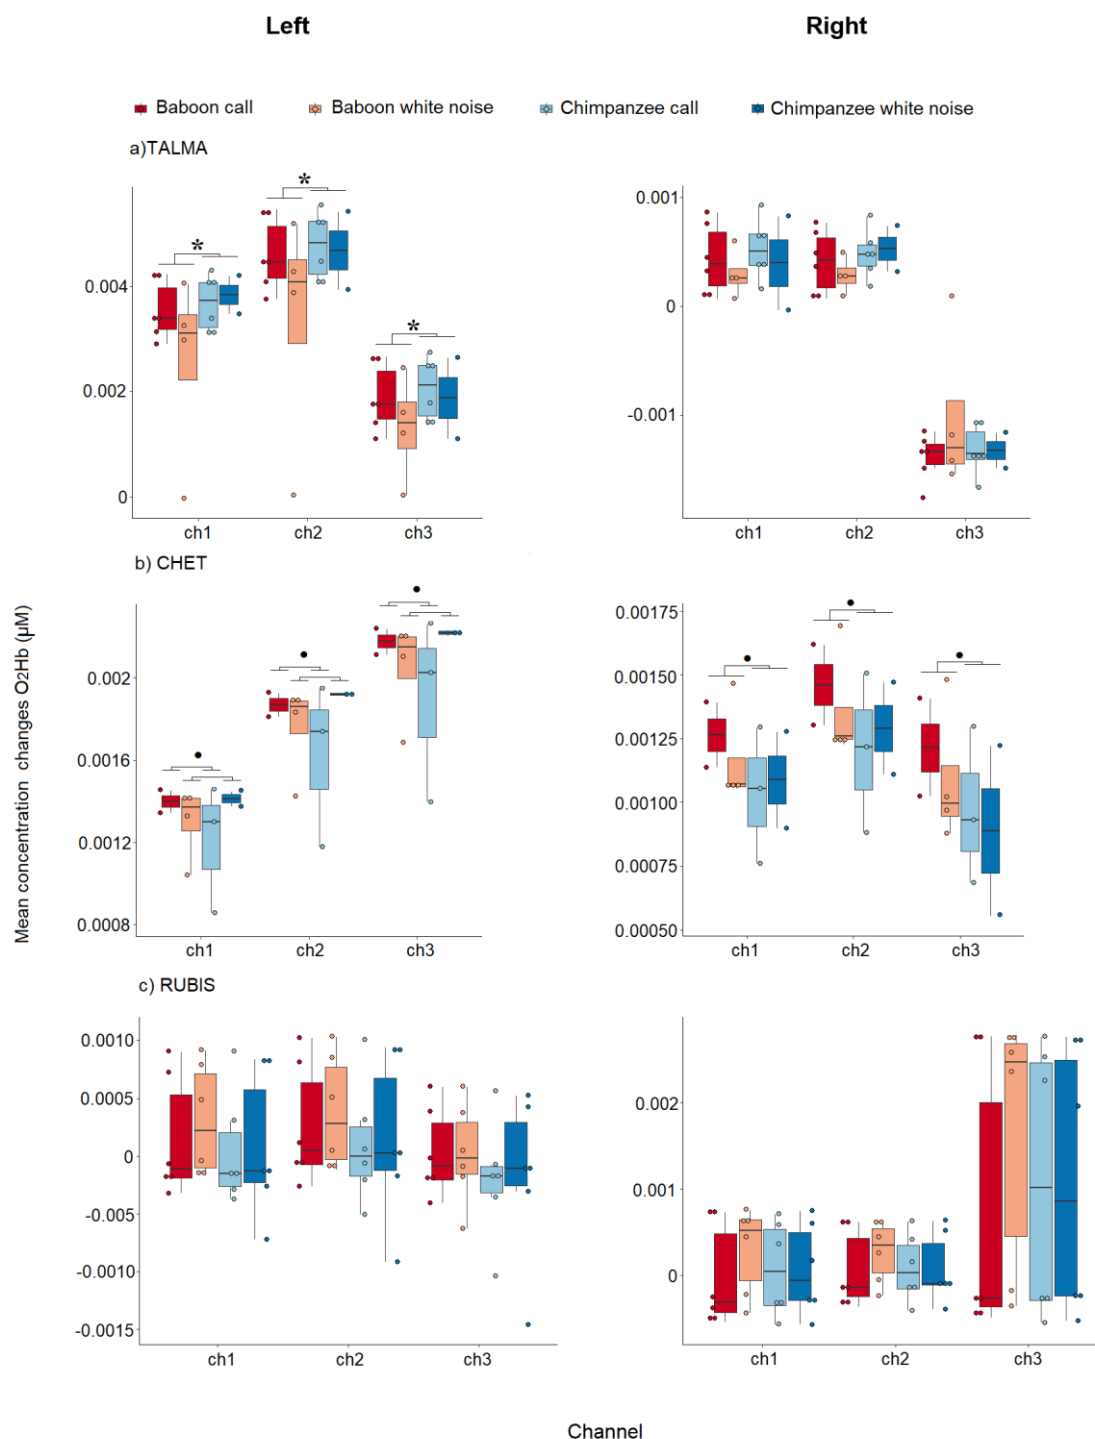 Left Right
Baboon call Baboon white noise Chimpanzee call Chimpanzee white noise
a)TALMA
0.004
0.002
0
ch1 ch2 ch3
*
*
*
0.001
0
-0.001
ch1 ch2 ch3
b) CHET
0.002
0.0016
0.0012
0.0008
ch1 ch2 ch3
0.00175
0.00150
0.00125
0.00100
0.00075
0.00050
ch1 ch2 ch3
c) RUBIS
0.0010
0.0005
0
-0.005
-0.0010
-0.0015
ch1 ch2 ch3
0.002
0.001
0
ch1 ch2 ch3
Mean concentration changes O2Hb (µM)
Channel